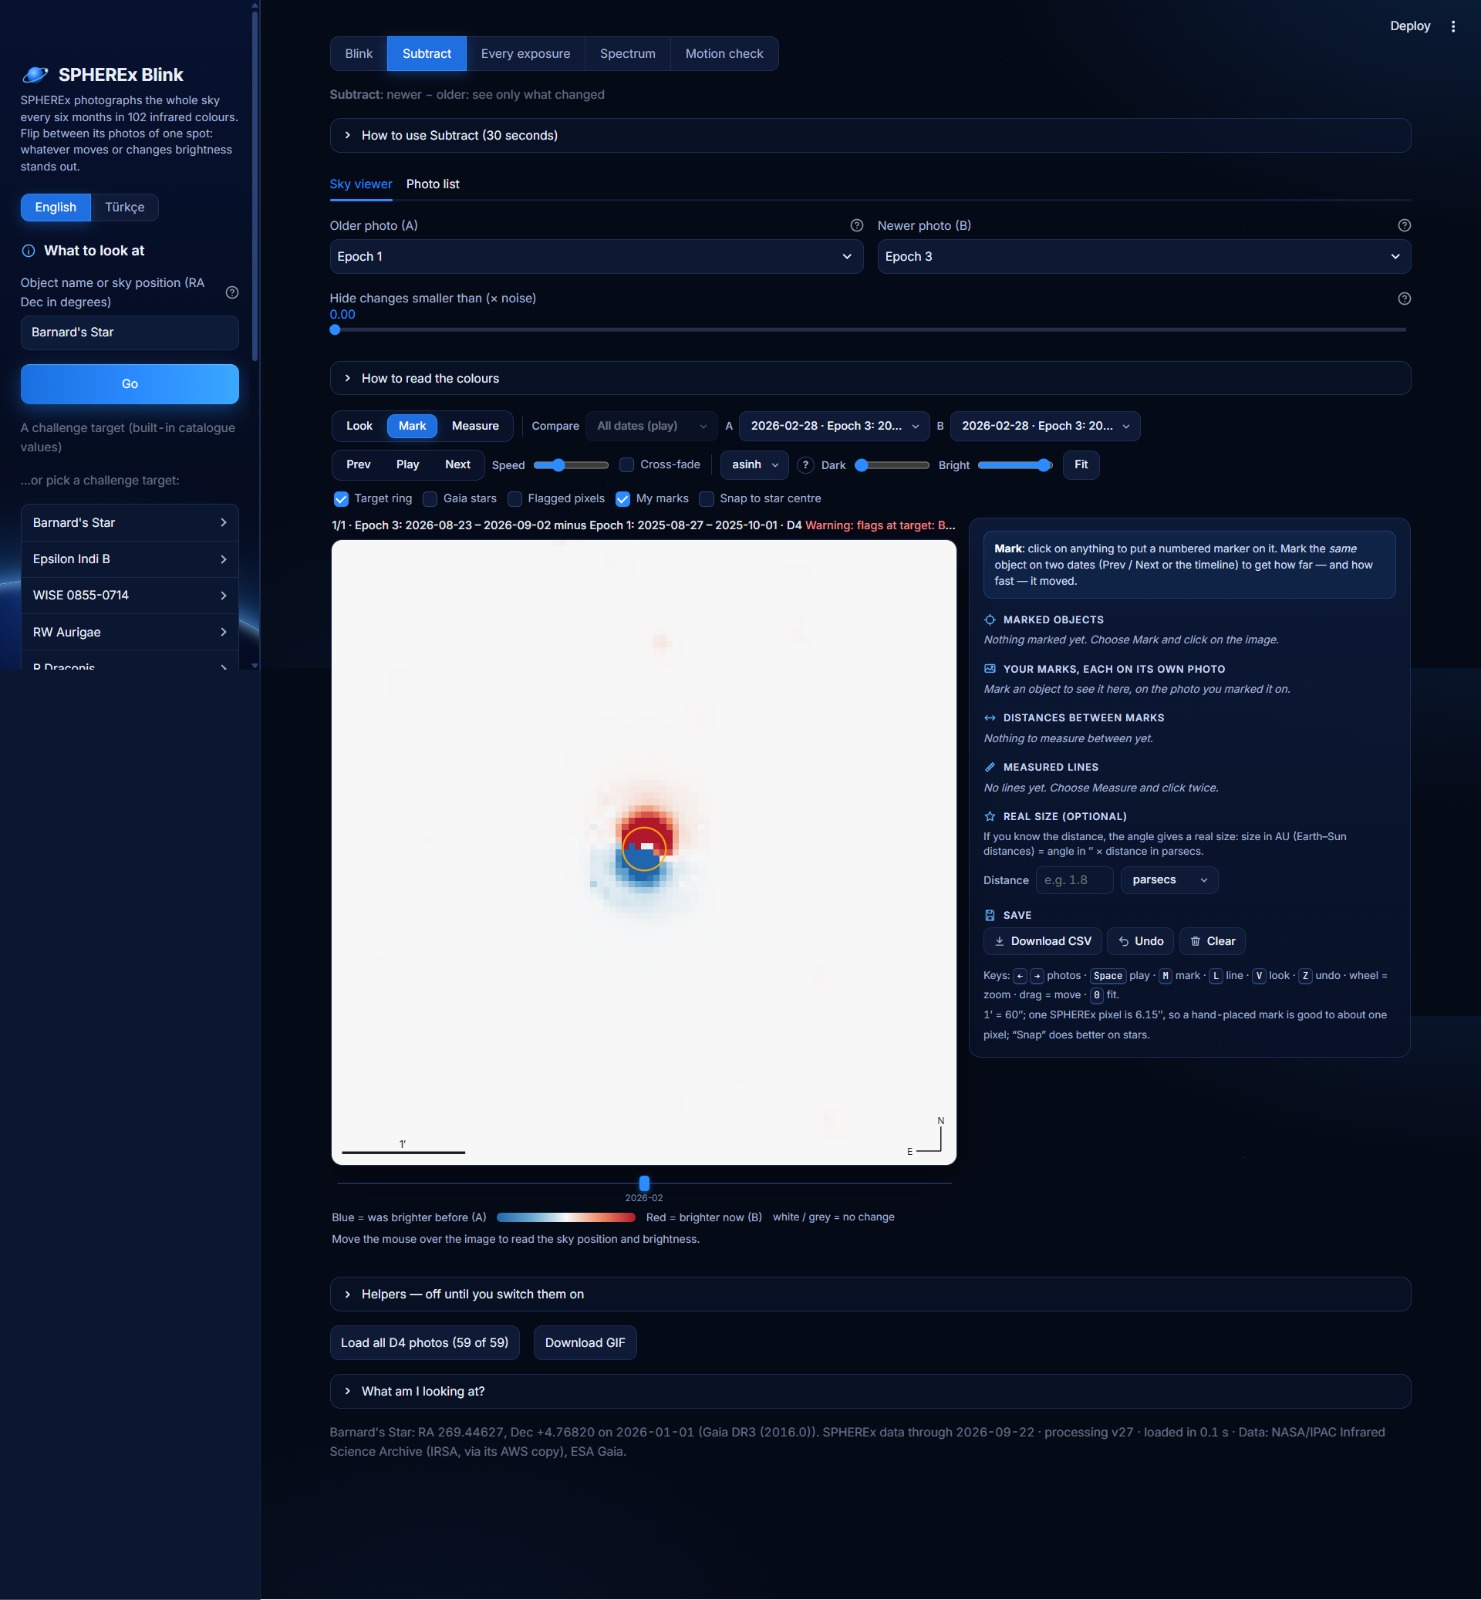 Deploy
SPHEREx Blink
SPHEREx photographs the whole sky
every six months in 102 infrared colours.
Flip between its photos of one spot:
whatever moves or changes brightness
stands out.
English
Türkçe
What to look at
Object name or sky position (RA
Dec in degrees)
Barnard's Star
Go
A challenge target (built-in catalogue
values)
...or pick a challenge target:
Barnard's Star
Epsilon Indi B
WISE 0855-0714
RW Aurigae
R Draconis
Blink
Subtract
Every exposure
Spectrum
Motion check
Subtract: newer − older: see only what changed
How to use Subtract (30 seconds)
Sky viewer
Photo list
Older photo (A)
Newer photo (B)
Epoch 1
Epoch 3
Hide changes smaller than (× noise)
0.00
How to read the colours
Look Mark Measure Compare All dates (play) A 2026-02-28 · Epoch 3: 20... B 2026-02-28 · Epoch 3: 20...
Prev Play Next Speed Cross-fade asinh ? Dark Bright Fit
Target ring Gaia stars Flagged pixels My marks Snap to star centre
1/1 · Epoch 3: 2026-08-23 – 2026-09-02 minus Epoch 1: 2025-08-27 – 2025-10-01 · D4 Warning: flags at target: B...
1′
N
E
2026-02
Blue = was brighter before (A) Red = brighter now (B) white / grey = no change
Move the mouse over the image to read the sky position and brightness.
Mark: click on anything to put a numbered marker on it. Mark the same
object on two dates (Prev / Next or the timeline) to get how far — and how
fast — it moved.
MARKED OBJECTS
Nothing marked yet. Choose Mark and click on the image.
YOUR MARKS, EACH ON ITS OWN PHOTO
Mark an object to see it here, on the photo you marked it on.
DISTANCES BETWEEN MARKS
Nothing to measure between yet.
MEASURED LINES
No lines yet. Choose Measure and click twice.
REAL SIZE (OPTIONAL)
If you know the distance, the angle gives a real size: size in AU (Earth–Sun
distances) = angle in ″ × distance in parsecs.
Distance e.g. 1.8 parsecs
SAVE
Download CSV Undo Clear
Keys: ← → photos · Space play · M mark · L line · V look · Z undo · wheel =
zoom · drag = move · 0 fit.
1′ = 60″; one SPHEREx pixel is 6.15″, so a hand-placed mark is good to about one
pixel; “Snap” does better on stars.
Helpers — off until you switch them on
Load all D4 photos (59 of 59)
Download GIF
What am I looking at?
Barnard's Star: RA 269.44627, Dec +4.76820 on 2026-01-01 (Gaia DR3 (2016.0)). SPHEREx data through 2026-09-22 · processing v27 · loaded in 0.1 s · Data: NASA/IPAC Infrared
Science Archive (IRSA, via its AWS copy), ESA Gaia.